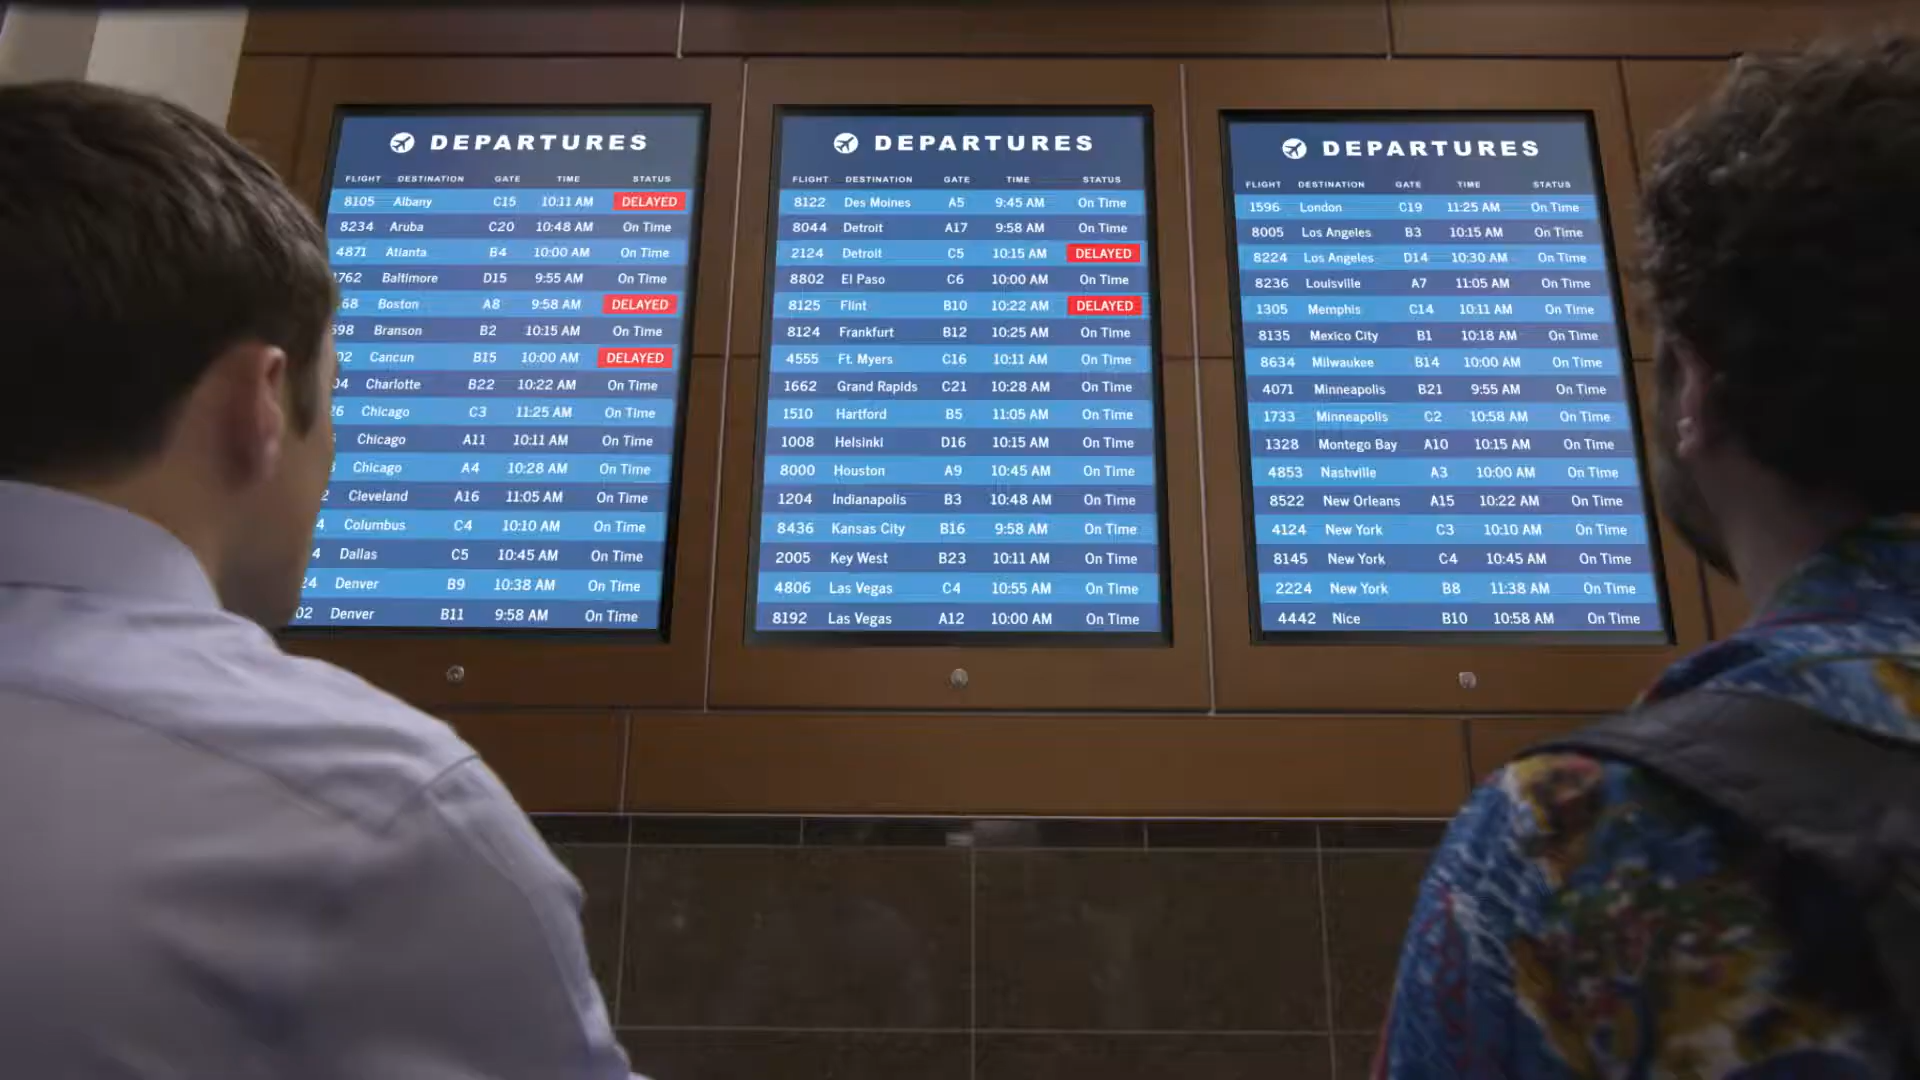 DEPARTURES
FLIGHT DESTINATION GATE TIME STATUS
8105 Albany C15 10:11 AM DELAYED
8234 Aruba C20 10:48 AM On Time
4871 Atlanta B4 10:00 AM On Time
762 Baltimore D15 9:55 AM On Time
68 Boston A8 9:58 AM DELAYED
598 Branson B2 10:15 AM On Time
02 Cancun B15 10:00 AM DELAYED
04 Charlotte B22 10:22 AM On Time
26 Chicago C3 11:25 AM On Time
Chicago A11 10:11 AM On Time
Chicago A4 10:28 AM On Time
2 Cleveland A16 11:05 AM On Time
4 Columbus C4 10:10 AM On Time
4 Dallas C5 10:45 AM On Time
24 Denver B9 10:38 AM On Time
02 Denver B11 9:58 AM On Time
DEPARTURES
FLIGHT DESTINATION GATE TIME STATUS
8122 Des Moines A5 9:45 AM On Time
8044 Detroit A17 9:58 AM On Time
2124 Detroit C5 10:15 AM DELAYED
8802 El Paso C6 10:00 AM On Time
8125 Flint B10 10:22 AM DELAYED
8124 Frankfurt B12 10:25 AM On Time
4555 Ft. Myers C16 10:11 AM On Time
1662 Grand Rapids C21 10:28 AM On Time
1510 Hartford B5 11:05 AM On Time
1008 Helsinki D16 10:15 AM On Time
8000 Houston A9 10:45 AM On Time
1204 Indianapolis B3 10:48 AM On Time
8436 Kansas City B16 9:58 AM On Time
2005 Key West B23 10:11 AM On Time
4806 Las Vegas C4 10:55 AM On Time
8192 Las Vegas A12 10:00 AM On Time
DEPARTURES
FLIGHT DESTINATION GATE TIME STATUS
1596 London C19 11:25 AM On Time
8005 Los Angeles B3 10:15 AM On Time
8224 Los Angeles D14 10:30 AM On Time
8236 Louisville A7 11:05 AM On Time
1305 Memphis C14 10:11 AM On Time
8135 Mexico City B1 10:18 AM On Time
8634 Milwaukee B14 10:00 AM On Time
4071 Minneapolis B21 9:55 AM On Time
1733 Minneapolis C2 10:58 AM On Time
1328 Montego Bay A10 10:15 AM On Time
4853 Nashville A3 10:00 AM On Time
8522 New Orleans A15 10:22 AM On Time
4124 New York C3 10:10 AM On Time
8145 New York C4 10:45 AM On Time
2224 New York B8 11:38 AM On Time
4442 Nice B10 10:58 AM On Time